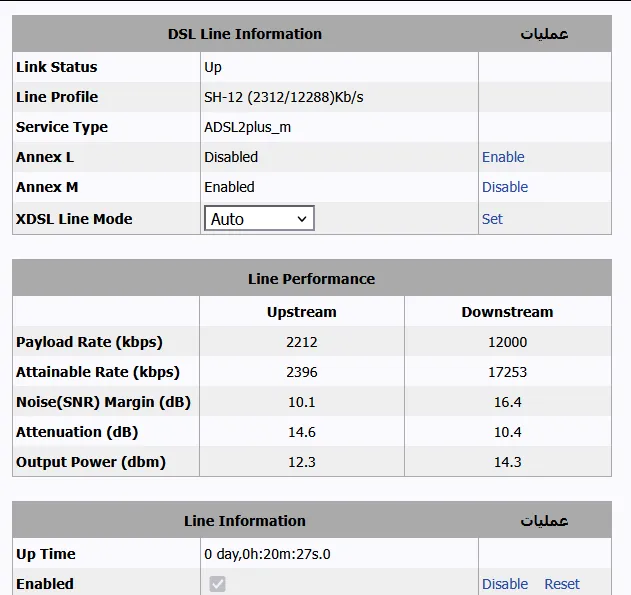 DSL Line Information عمليات
Link Status Up
Line Profile SH-12 (2312/12288)Kb/s
Service Type ADSL2plus_m
Annex L Disabled Enable
Annex M Enabled Disable
XDSL Line Mode Auto Set
Line Performance
Upstream Downstream
Payload Rate (kbps) 2212 12000
Attainable Rate (kbps) 2396 17253
Noise(SNR) Margin (dB) 10.1 16.4
Attenuation (dB) 14.6 10.4
Output Power (dbm) 12.3 14.3
Line Information عمليات
Up Time 0 day,0h:20m:27s.0
Enabled Disable Reset